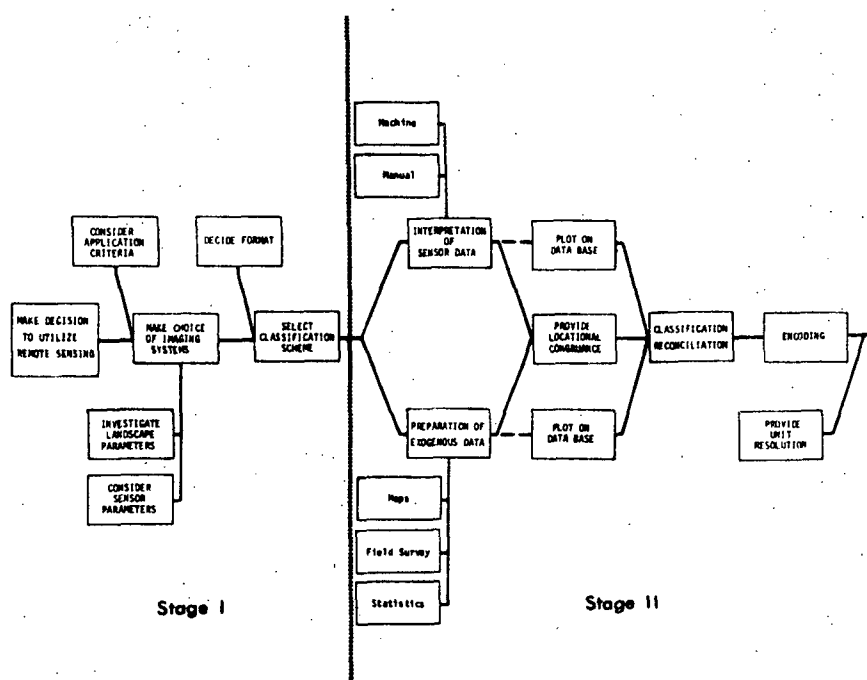 CONSIDER
APPLICATION
CRITERIA
DECIDE FORMAT
MAKE DECISION
TO UTILIZE
REMOTE SENSING
MAKE CHOICE
OF IMAGING
SYSTEMS
SELECT
CLASSIFICATION
SCHEME
INVESTIGATE
LANDSCAPE
PARAMETERS
CONSIDER
SENSOR
PARAMETERS
Stage I
Machine
Manual
INTERPRETATION
OF
SENSOR DATA
PLOT ON
DATA BASE
PROVIDE
LOCATIONAL
CONGRUANCE
CLASSIFICATION
RECONCILIATION
ENCODING
PREPARATION OF
EXOGENOUS DATA
PLOT ON
DATA BASE
PROVIDE
UNIT
RESOLUTION
Maps
Field Survey
Statistics
Stage II